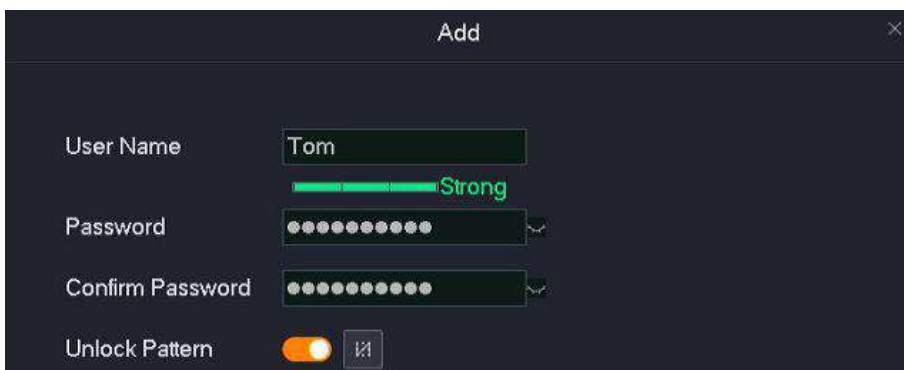 Add
User Name Tom
Strong
Password ●●●●●●●●●●
Confirm Password ●●●●●●●●●●
Unlock Pattern